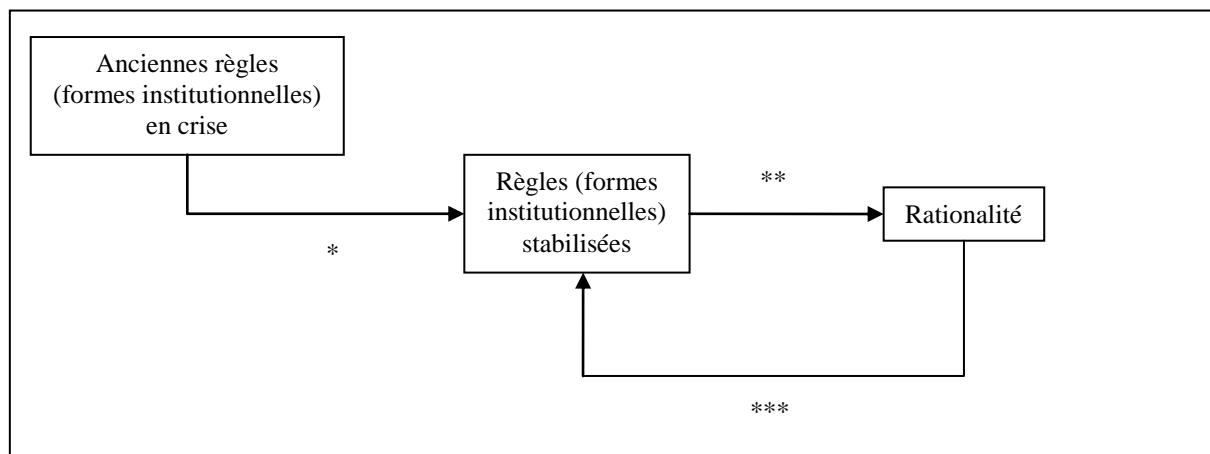 Anciennes règles
(formes institutionnelles)
en crise
Règles (formes
institutionnelles)
stabilisées
**
Rationalité
*
***